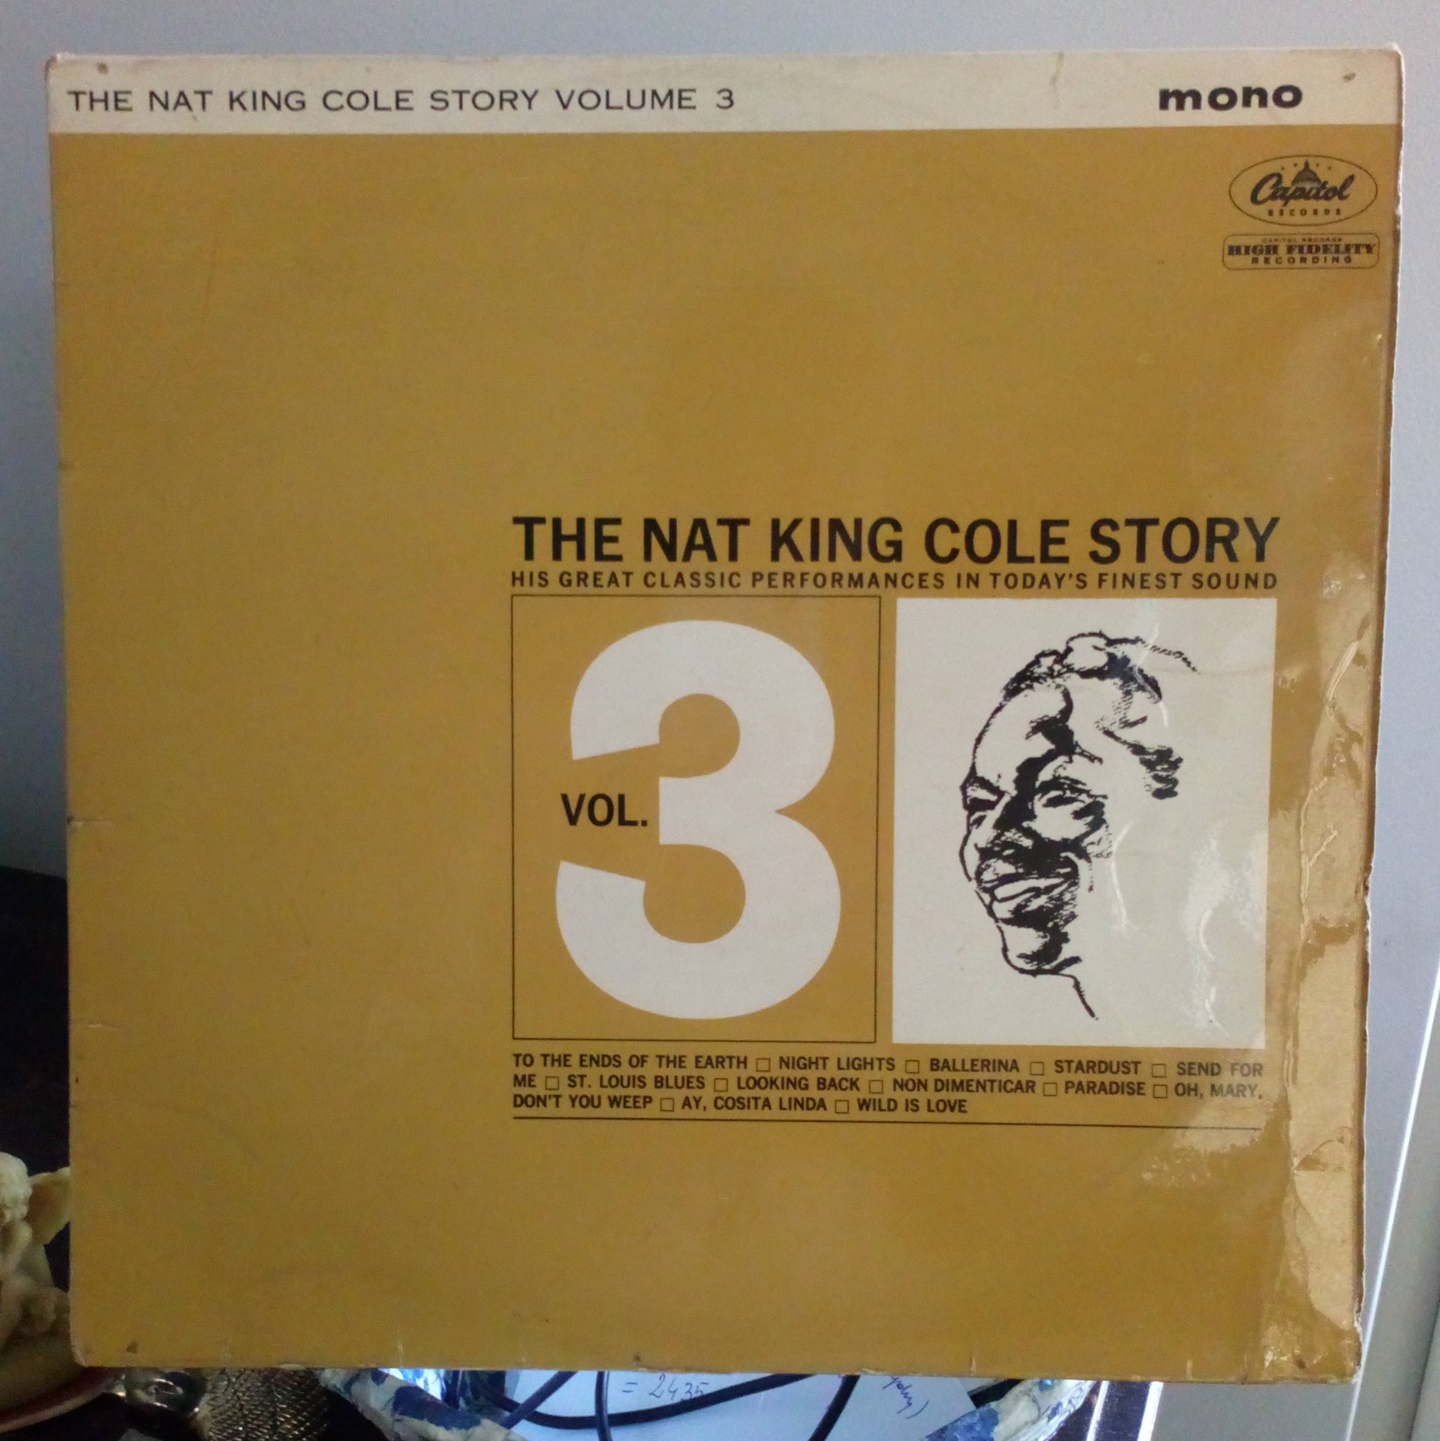 THE NAT KING COLE STORY VOLUME 3
mono
Capitol
RECORDS
CAPITOL RECORDS
HIGH FIDELITY
RECORDING
THE NAT KING COLE STORY
HIS GREAT CLASSIC PERFORMANCES IN TODAY'S FINEST SOUND
VOL. 3
TO THE ENDS OF THE EARTH □ NIGHT LIGHTS □ BALLERINA □ STARDUST □ SEND FOR
ME □ ST. LOUIS BLUES □ LOOKING BACK □ NON DIMENTICAR □ PARADISE □ OH, MARY,
DON'T YOU WEEP □ AY, COSITA LINDA □ WILD IS LOVE
= 2435